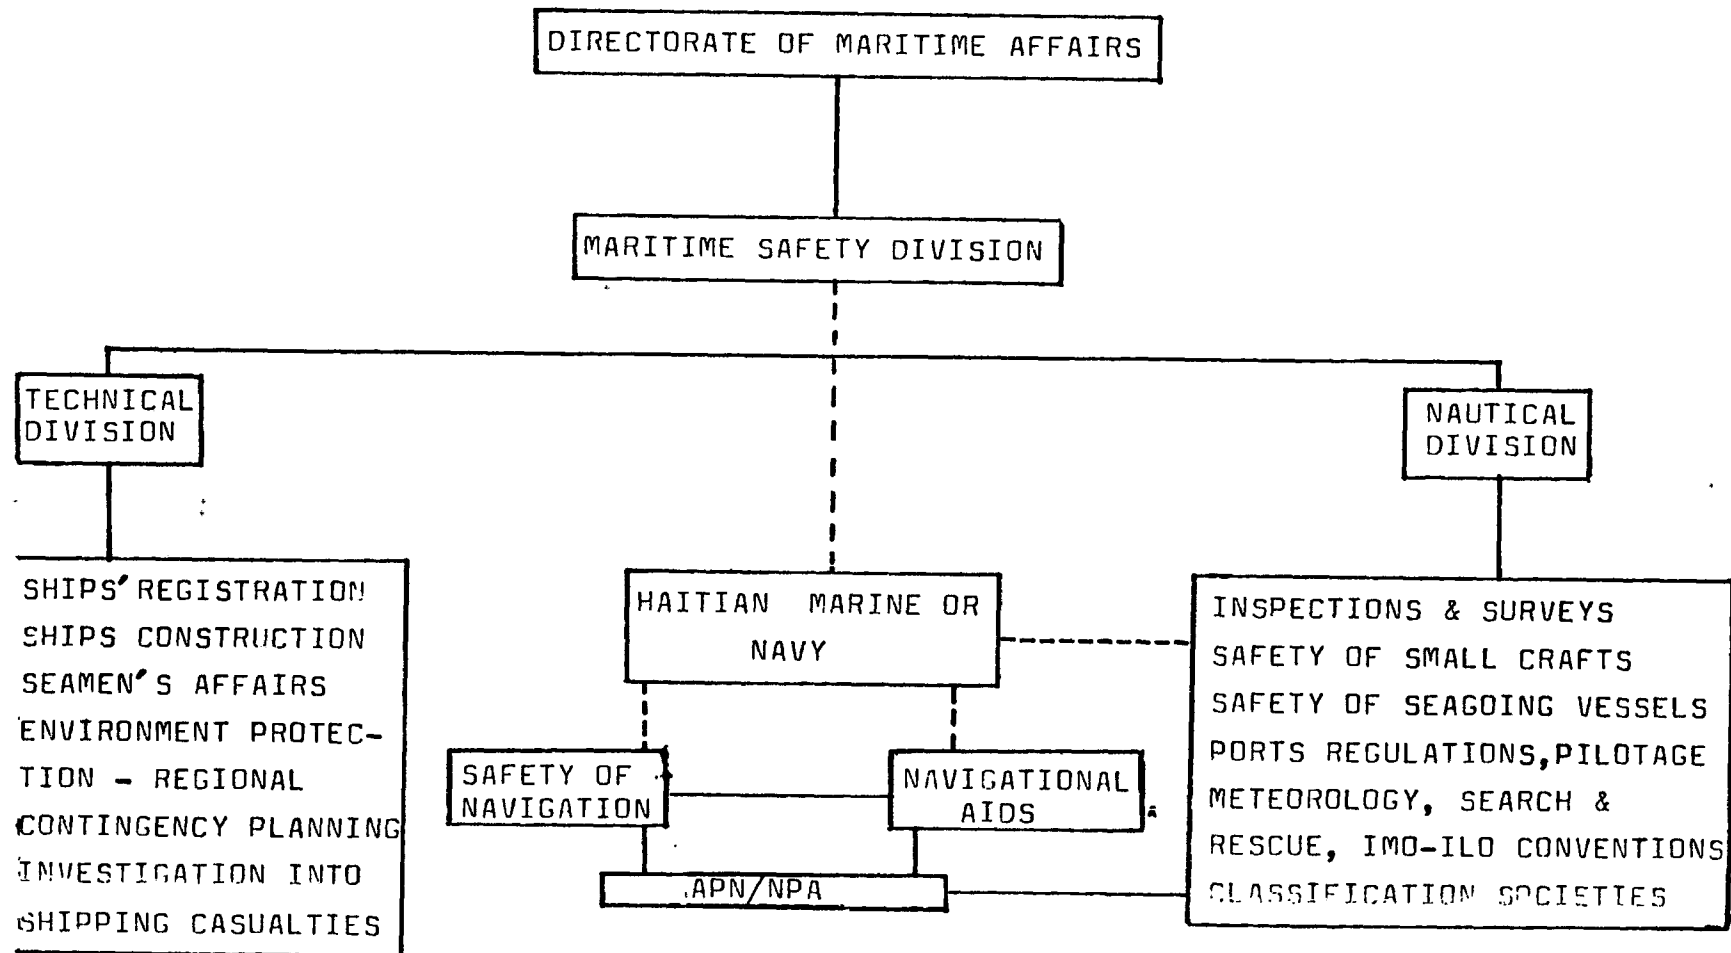 DIRECTORATE OF MARITIME AFFAIRS
MARITIME SAFETY DIVISION
TECHNICAL
DIVISION
NAUTICAL
DIVISION
SHIPS' REGISTRATION
SHIPS CONSTRUCTION
SEAMEN'S AFFAIRS
ENVIRONMENT PROTEC-
TION - REGIONAL
CONTINGENCY PLANNING
INVESTIGATION INTO
SHIPPING CASUALTIES
HAITIAN MARINE OR
NAVY
SAFETY OF
NAVIGATION
NAVIGATIONAL
AIDS
APN/NPA
INSPECTIONS & SURVEYS
SAFETY OF SMALL CRAFTS
SAFETY OF SEAGOING VESSELS
PORTS REGULATIONS, PILOTAGE
METEOROLOGY, SEARCH &
RESCUE, IMO-ILO CONVENTIONS
CLASSIFICATION SOCIETIES